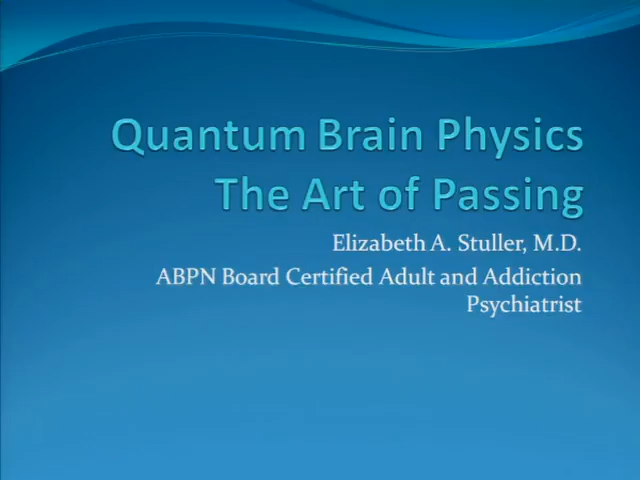 Quantum Brain Physics
The Art of Passing
Elizabeth A. Stuller, M.D.
ABPN Board Certified Adult and Addiction
Psychiatrist